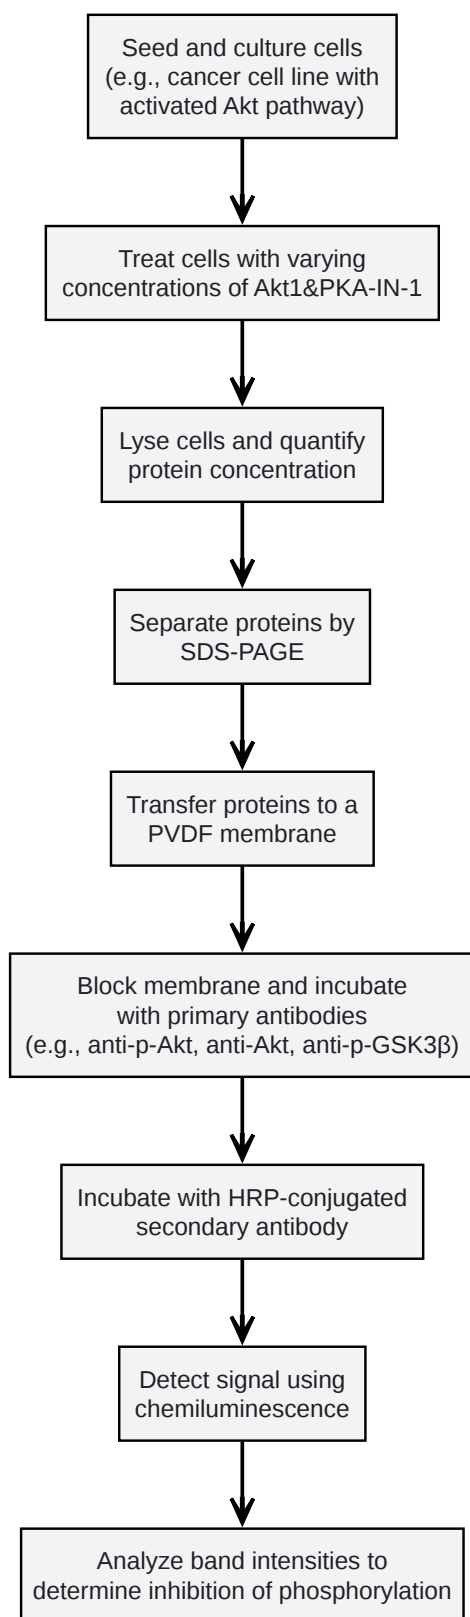 Seed and culture cells
(e.g., cancer cell line with
activated Akt pathway)
Treat cells with varying
concentrations of Akt1&PKA-IN-1
Lyse cells and quantify
protein concentration
Separate proteins by
SDS-PAGE
Transfer proteins to a
PVDF membrane
Block membrane and incubate
with primary antibodies
(e.g., anti-p-Akt, anti-Akt, anti-p-GSK3β)
Incubate with HRP-conjugated
secondary antibody
Detect signal using
chemiluminescence
Analyze band intensities to
determine inhibition of phosphorylation